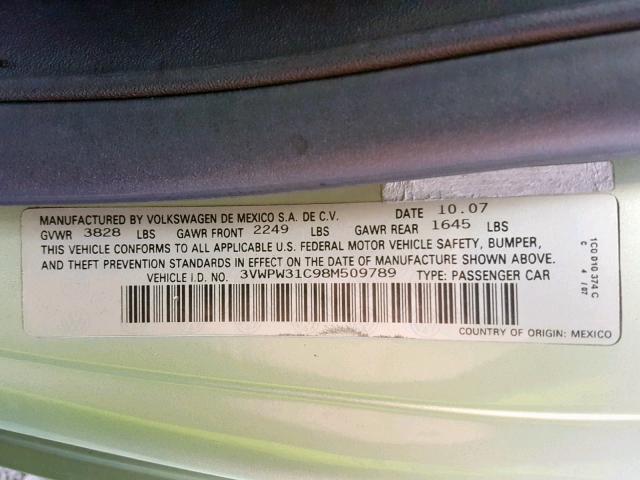 MANUFACTURED BY VOLKSWAGEN DE MEXICO S.A. DE C.V. DATE 10.07
GVWR 3828 LBS GAWR FRONT 2249 LBS GAWR REAR 1645 LBS
THIS VEHICLE CONFORMS TO ALL APPLICABLE U.S. FEDERAL MOTOR VEHICLE SAFETY, BUMPER,
AND THEFT PREVENTION STANDARDS IN EFFECT ON THE DATE OF MANUFACTURE SHOWN ABOVE.
VEHICLE I.D. NO. 3VWPW31C98M509789 TYPE: PASSENGER CAR
COUNTRY OF ORIGIN: MEXICO
1C0 010 374 C
C 4 / 07